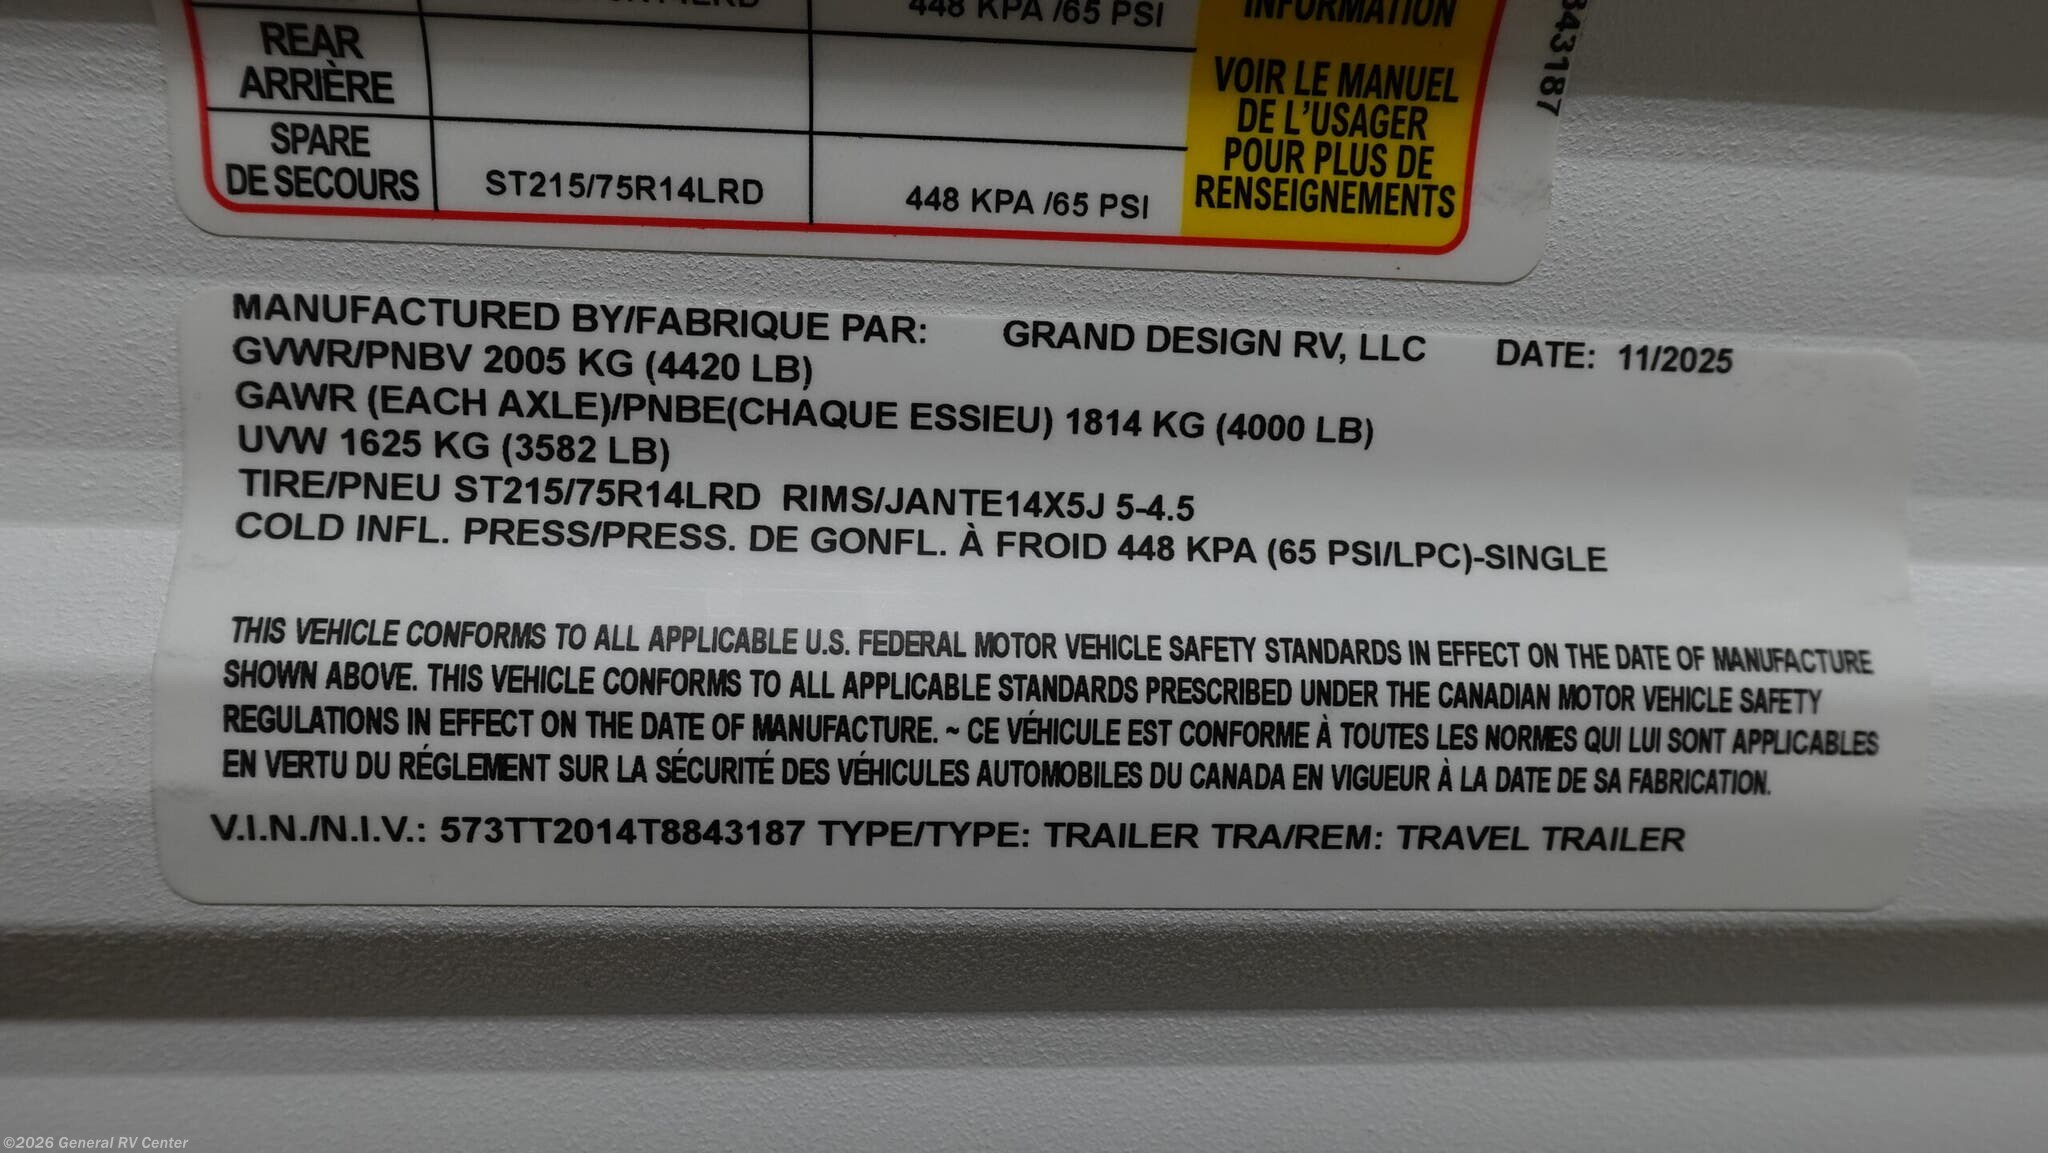 448 KPA /65 PSI
INFORMATION
REAR
ARRIÈRE
VOIR LE MANUEL
DE L'USAGER
POUR PLUS DE
RENSEIGNEMENTS
SPARE
DE SECOURS
ST215/75R14LRD
448 KPA /65 PSI
843187
MANUFACTURED BY/FABRIQUE PAR: GRAND DESIGN RV, LLC DATE: 11/2025
GVWR/PNBV 2005 KG (4420 LB)
GAWR (EACH AXLE)/PNBE(CHAQUE ESSIEU) 1814 KG (4000 LB)
UVW 1625 KG (3582 LB)
TIRE/PNEU ST215/75R14LRD RIMS/JANTE14X5J 5-4.5
COLD INFL. PRESS/PRESS. DE GONFL. À FROID 448 KPA (65 PSI/LPC)-SINGLE
THIS VEHICLE CONFORMS TO ALL APPLICABLE U.S. FEDERAL MOTOR VEHICLE SAFETY STANDARDS IN EFFECT ON THE DATE OF MANUFACTURE
SHOWN ABOVE. THIS VEHICLE CONFORMS TO ALL APPLICABLE STANDARDS PRESCRIBED UNDER THE CANADIAN MOTOR VEHICLE SAFETY
REGULATIONS IN EFFECT ON THE DATE OF MANUFACTURE. ~ CE VÉHICULE EST CONFORME À TOUTES LES NORMES QUI LUI SONT APPLICABLES
EN VERTU DU RÉGLEMENT SUR LA SÉCURITÉ DES VÉHICULES AUTOMOBILES DU CANADA EN VIGUEUR À LA DATE DE SA FABRICATION.
V.I.N./N.I.V.: 573TT2014T8843187 TYPE/TYPE: TRAILER TRA/REM: TRAVEL TRAILER
©2026 General RV Center